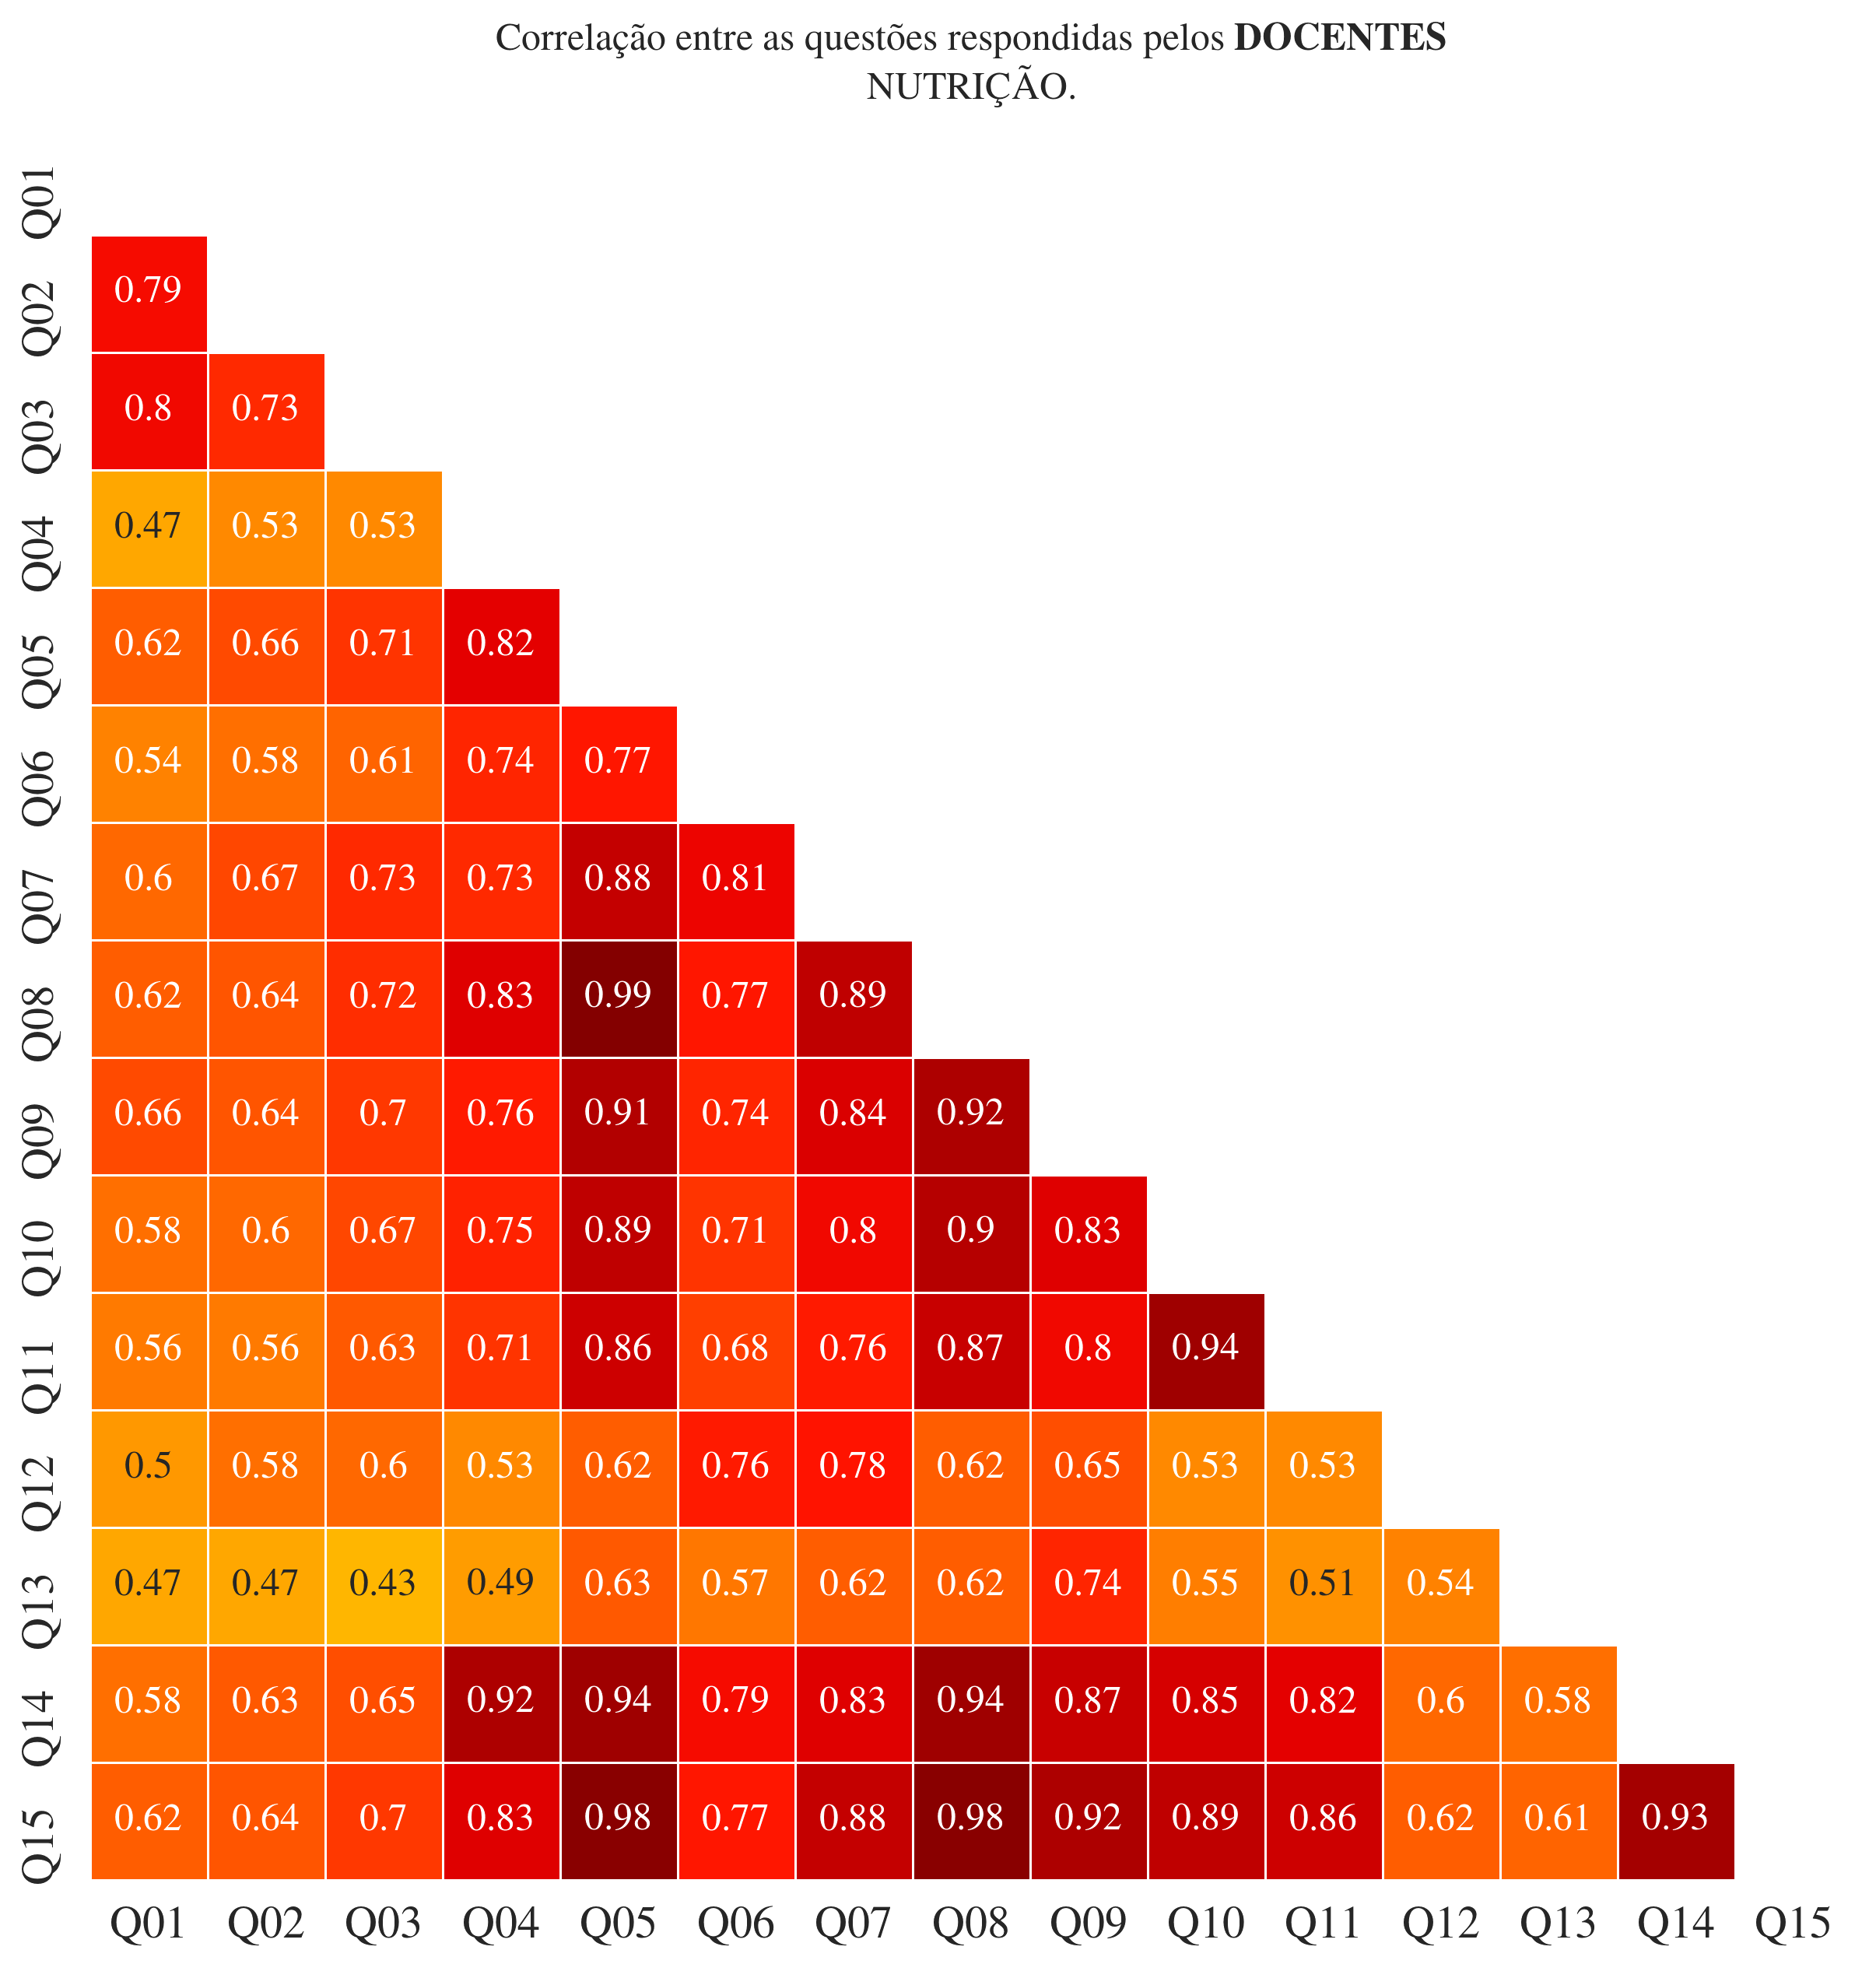 Correlação entre as questões respondidas pelos DOCENTES
NUTRIÇÃO.
Q01
Q02 0.79
Q03 0.8 0.73
Q04 0.47 0.53 0.53
Q05 0.62 0.66 0.71 0.82
Q06 0.54 0.58 0.61 0.74 0.77
Q07 0.6 0.67 0.73 0.73 0.88 0.81
Q08 0.62 0.64 0.72 0.83 0.99 0.77 0.89
Q09 0.66 0.64 0.7 0.76 0.91 0.74 0.84 0.92
Q10 0.58 0.6 0.67 0.75 0.89 0.71 0.8 0.9 0.83
Q11 0.56 0.56 0.63 0.71 0.86 0.68 0.76 0.87 0.8 0.94
Q12 0.5 0.58 0.6 0.53 0.62 0.76 0.78 0.62 0.65 0.53 0.53
Q13 0.47 0.47 0.43 0.49 0.63 0.57 0.62 0.62 0.74 0.55 0.51 0.54
Q14 0.58 0.63 0.65 0.92 0.94 0.79 0.83 0.94 0.87 0.85 0.82 0.6 0.58
Q15 0.62 0.64 0.7 0.83 0.98 0.77 0.88 0.98 0.92 0.89 0.86 0.62 0.61 0.93
Q01 Q02 Q03 Q04 Q05 Q06 Q07 Q08 Q09 Q10 Q11 Q12 Q13 Q14 Q15